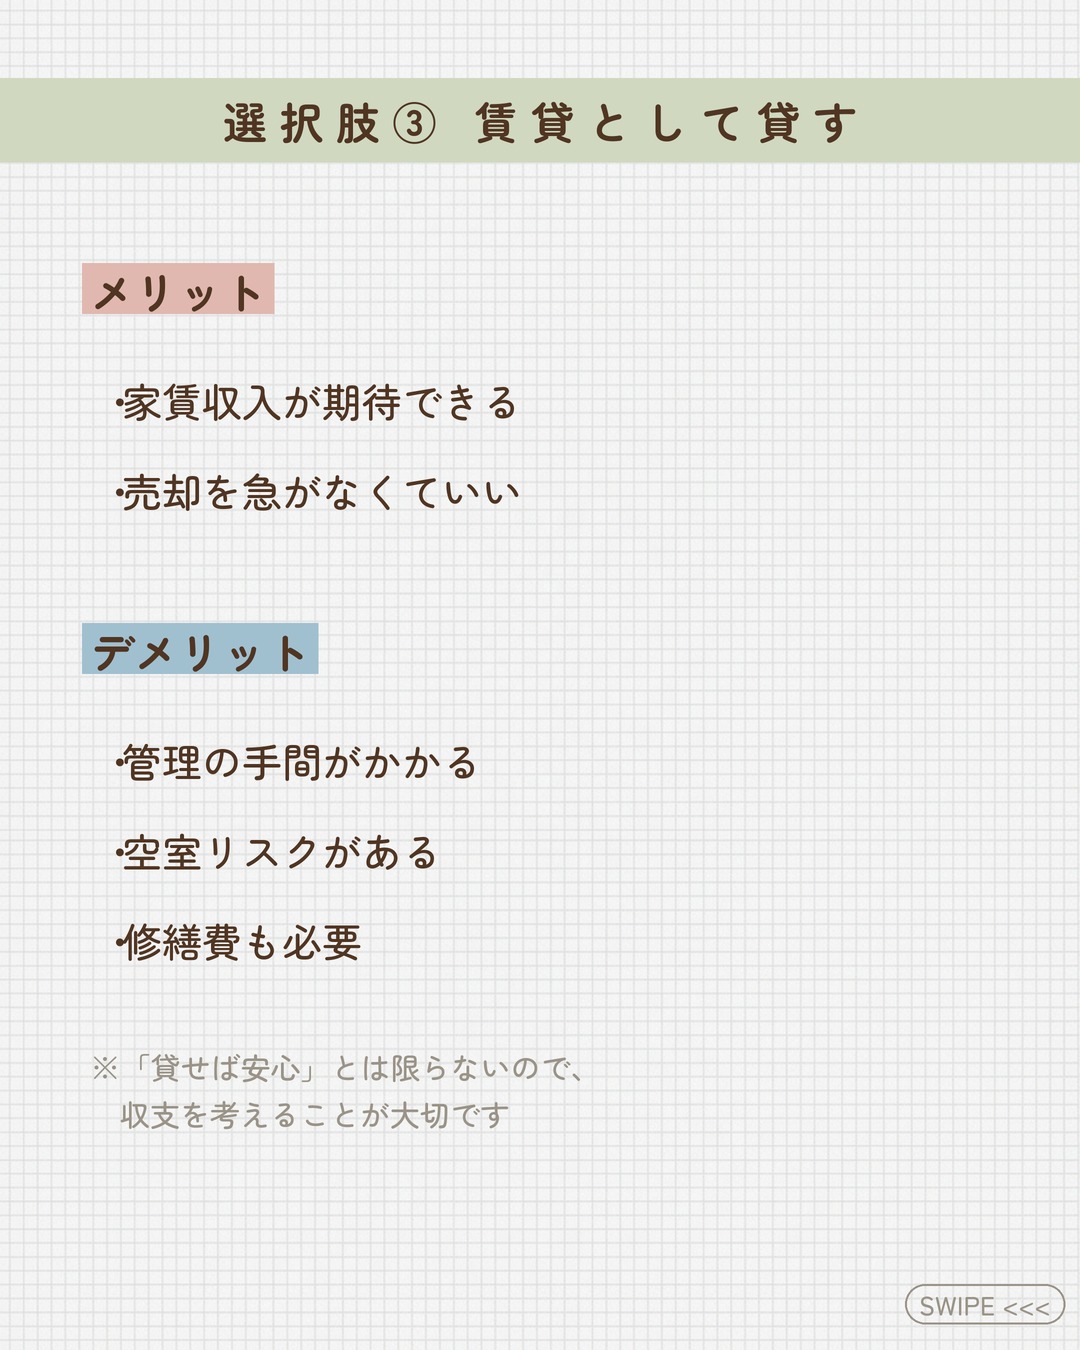 選択肢③ 賃貸として貸す
メリット
・家賃収入が期待できる
・売却を急がなくていい
デメリット
・管理の手間がかかる
・空室リスクがある
・修繕費も必要
※「貸せば安心」とは限らないので、
収支を考えることが大切です
SWIPE <<<